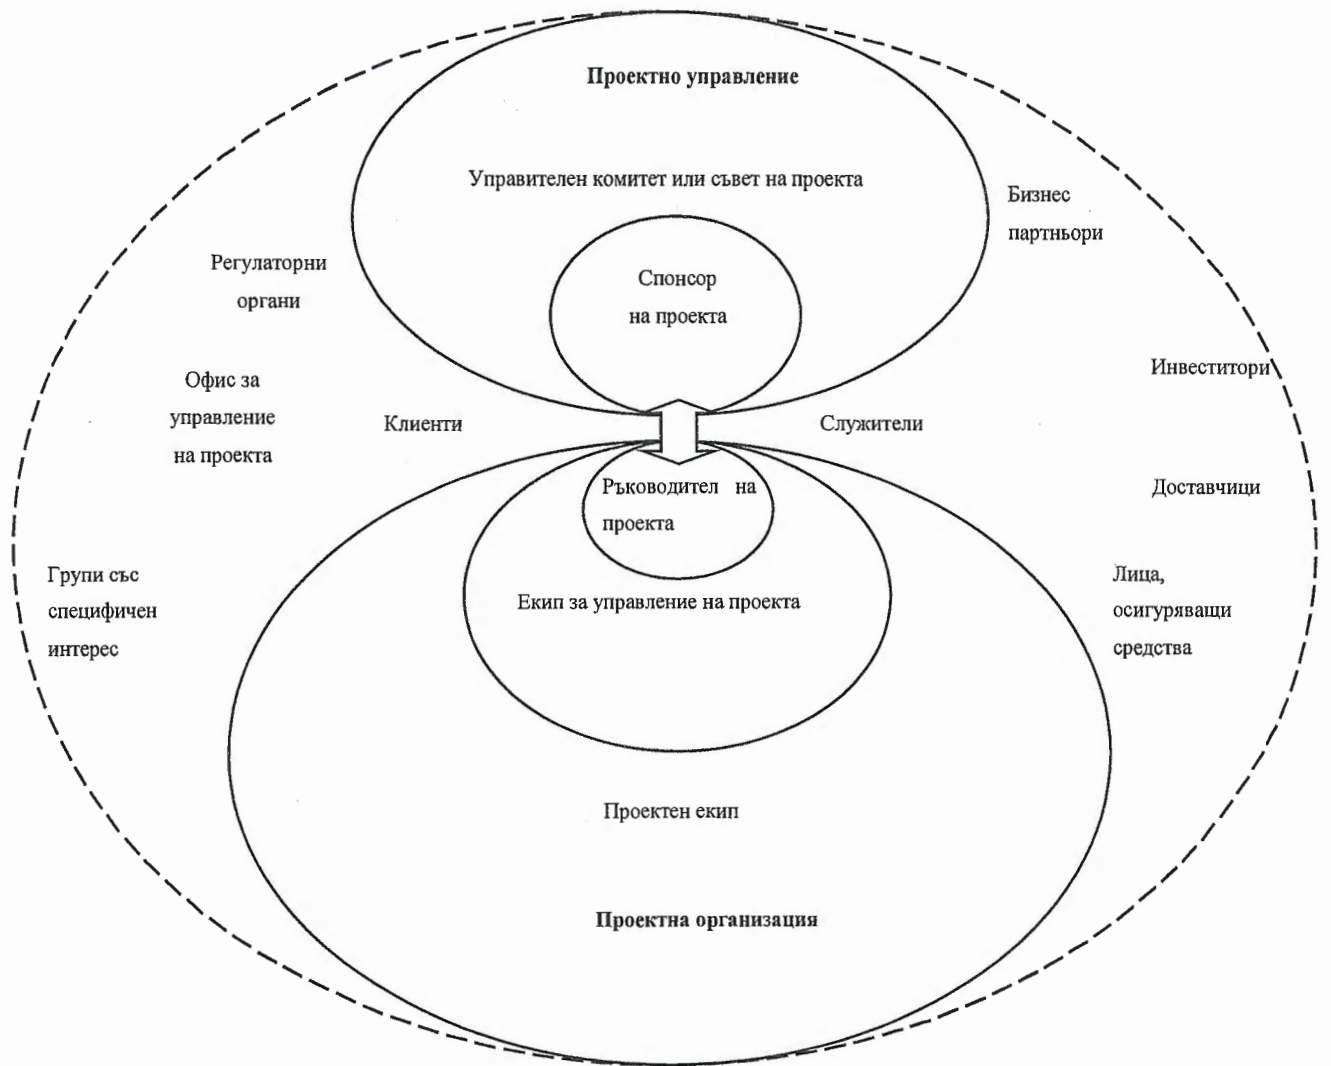 Проектно управление
Управителен комитет или съвет на проекта
Бизнес
партньори
Регулаторни
органи
Спонсор
на проекта
Офис за
управление
на проекта
Клиенти
Служители
Инвеститори
Доставчици
Ръководител на
проекта
Групи със
специфичен
интерес
Екип за управление на проекта
Лица,
осигуряващи
средства
Проектен екип
Проектна организация